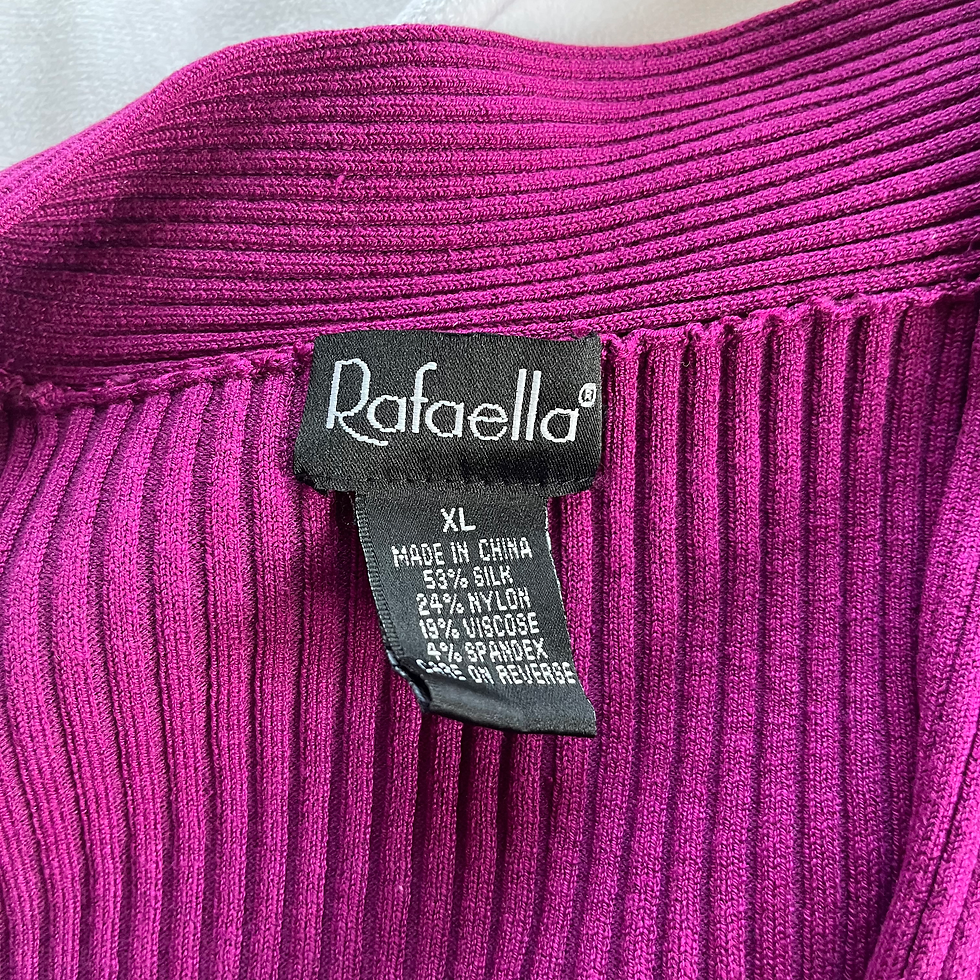 Rafaella®
XL
MADE IN CHINA
53% SILK
24% NYLON
19% VISCOSE
4% SPANDEX
CARE ON REVERSE